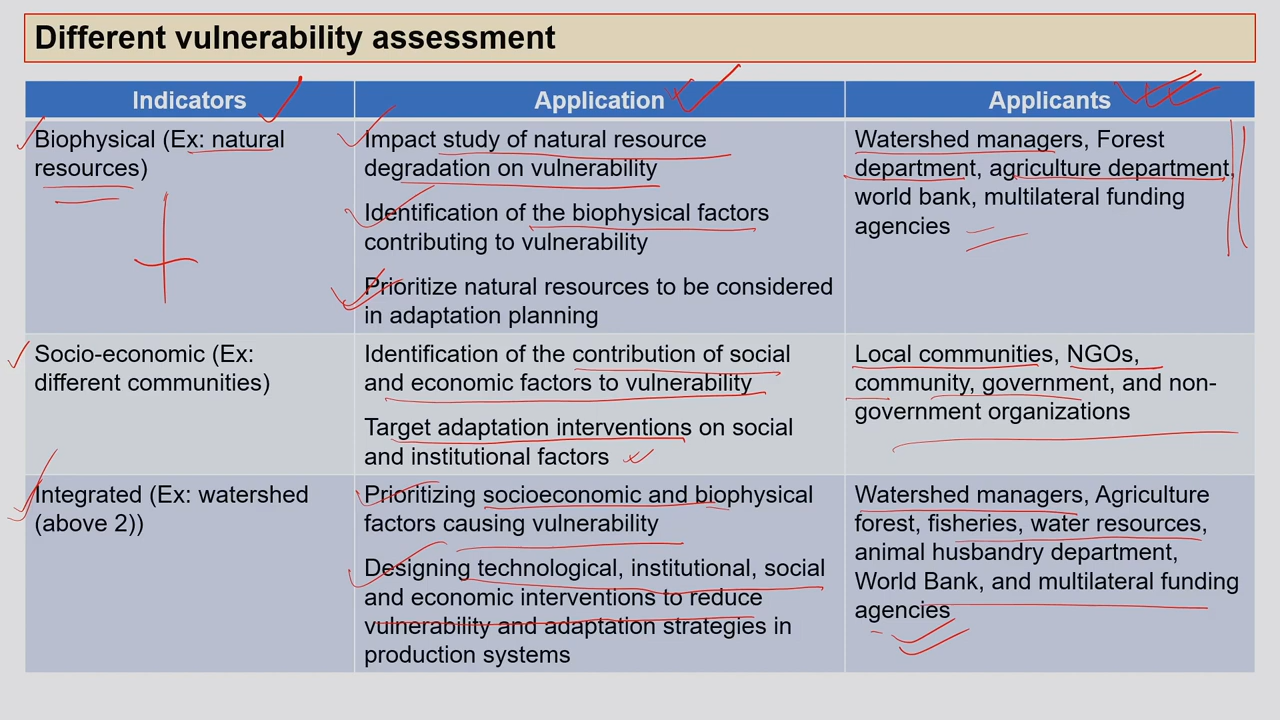 Different vulnerability assessment
Indicators
Application
Applicants
Biophysical (Ex: natural
resources)
Impact study of natural resource
degradation on vulnerability
Identification of the biophysical factors
contributing to vulnerability
Prioritize natural resources to be considered
in adaptation planning
Watershed managers, Forest
department, agriculture department,
world bank, multilateral funding
agencies
Socio-economic (Ex:
different communities)
Identification of the contribution of social
and economic factors to vulnerability
Target adaptation interventions on social
and institutional factors
Local communities, NGOs,
community, government, and non-
government organizations
Integrated (Ex: watershed
(above 2))
Prioritizing socioeconomic and biophysical
factors causing vulnerability
Designing technological, institutional, social
and economic interventions to reduce
vulnerability and adaptation strategies in
production systems
Watershed managers, Agriculture
forest, fisheries, water resources,
animal husbandry department,
World Bank, and multilateral funding
agencies